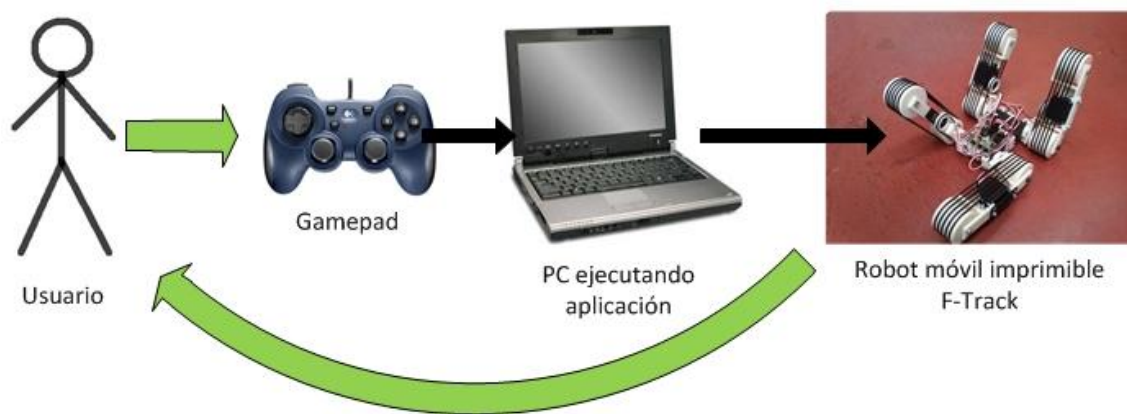 Usuario
Gamepad
PC ejecutando
aplicación
Robot móvil imprimible
F-Track